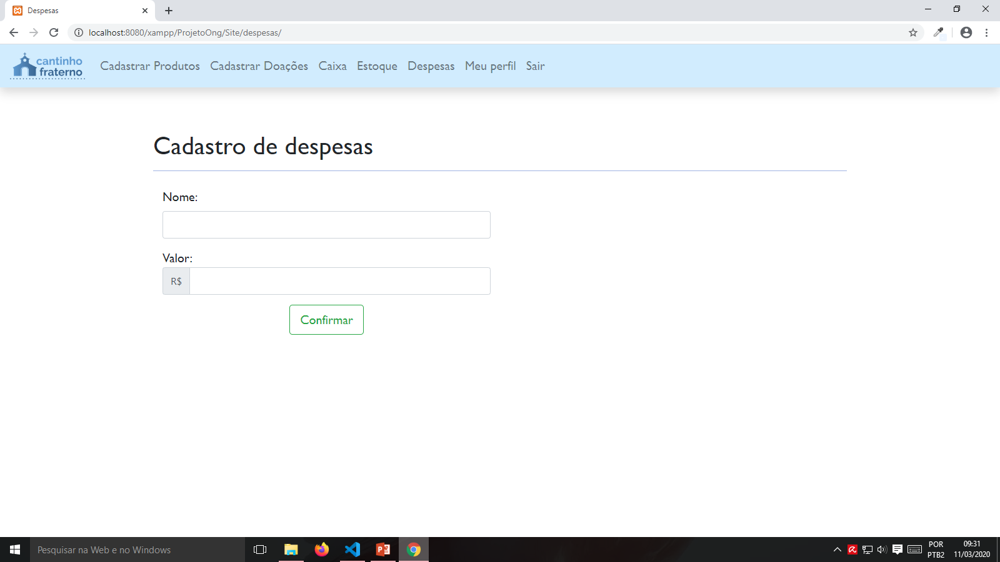 Despesas
localhost:8080/xampp/ProjetoOng/Site/despesas/
cantinho
fraterno
Cadastrar Produtos Cadastrar Doações Caixa Estoque Despesas Meu perfil Sair
Cadastro de despesas
Nome:
Valor:
R$
Confirmar
Pesquisar na Web e no Windows
POR
PTB2
09:31
11/03/2020